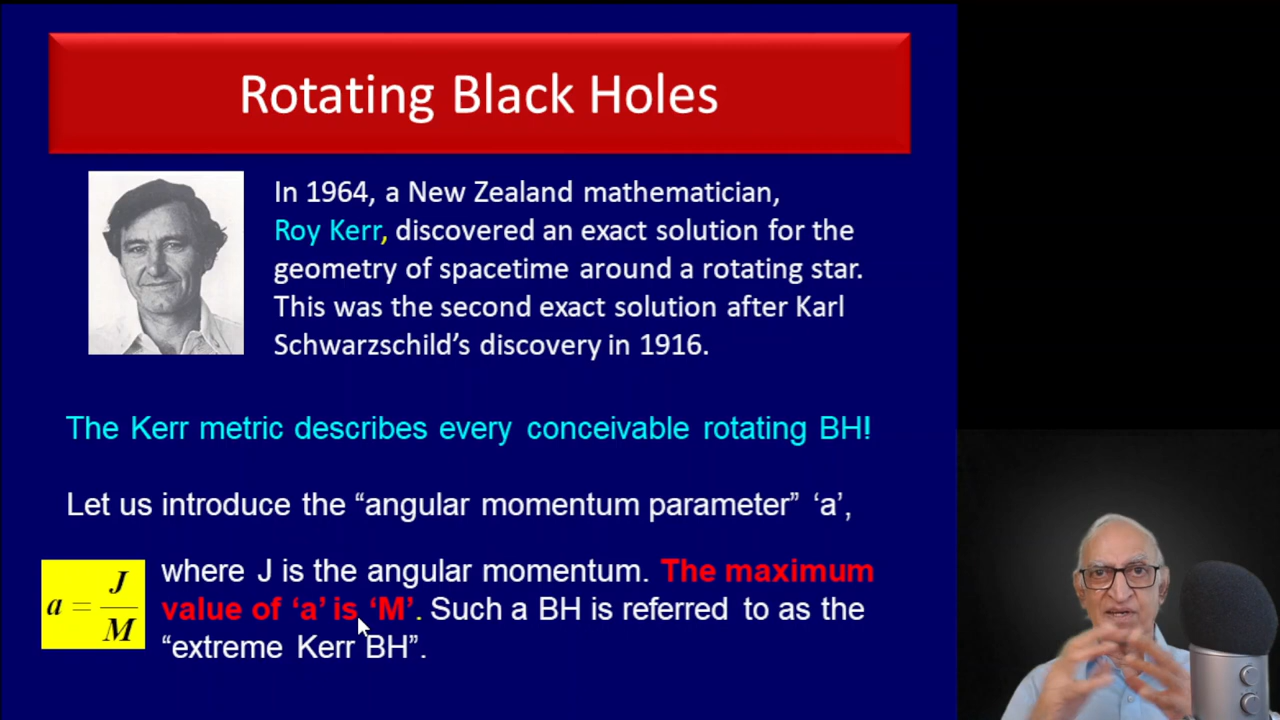 Rotating Black Holes
In 1964, a New Zealand mathematician,
Roy Kerr, discovered an exact solution for the
geometry of spacetime around a rotating star.
This was the second exact solution after Karl
Schwarzschild’s discovery in 1916.
The Kerr metric describes every conceivable rotating BH!
Let us introduce the “angular momentum parameter” ‘a’,
a = J/M
where J is the angular momentum. The maximum
value of ‘a’ is ‘M’. Such a BH is referred to as the
“extreme Kerr BH”.